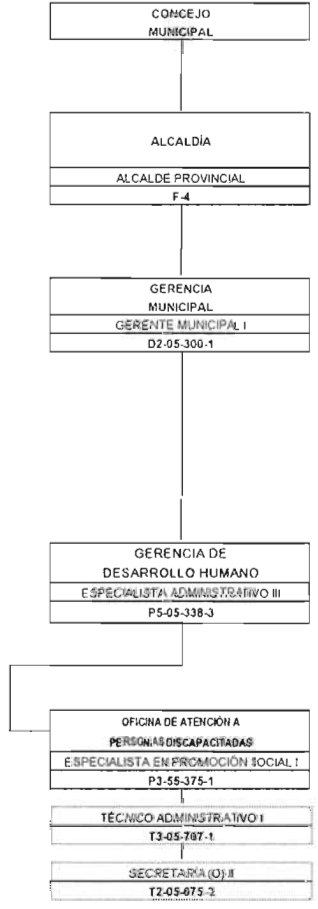 CONCEJO
MUNICIPAL
ALCALDÍA
ALCALDE PROVINCIAL
F-4
GERENCIA
MUNICIPAL
GERENTE MUNICIPAL I
D2-05-300-1
GERENCIA DE
DESARROLLO HUMANO
ESPECIALISTA ADMINISTRATIVO III
P5-05-338-3
OFICINA DE ATENCIÓN A
PERSONAS DISCAPACITADAS
ESPECIALISTA EN PROMOCIÓN SOCIAL I
P3-55-375-1
TÉCNICO ADMINISTRATIVO I
T3-05-707-1
SECRETARÍA (O) II
T2-05-675-2